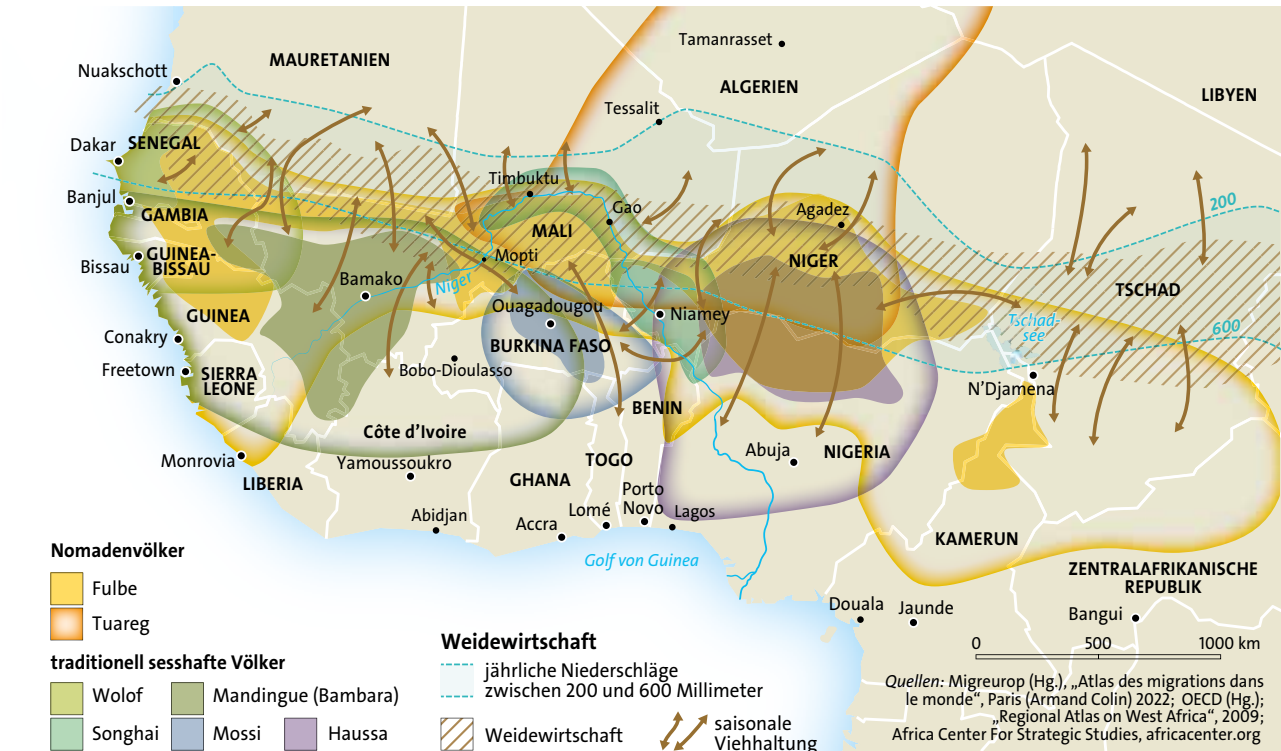 Tamanrasset
MAURETANIEN
Nuakschott
ALGERIEN
LIBYEN
Tessalit
Dakar
SENEGAL
Timbuktu
Banjul
GAMBIA
Gao
Agadez
200
MALI
GUINEA-
BISSAU
Bissau
Mopti
NIGER
Bamako
Niger
TSCHAD
GUINEA
Ouagadougou
Niamey
Tschad-
see
600
Conakry
BURKINA FASO
Freetown
SIERRA
LEONE
Bobo-Dioulasso
N’Djamena
BENIN
Côte d’Ivoire
Monrovia
Yamoussoukro
TOGO
Abuja
NIGERIA
LIBERIA
GHANA
Porto
Novo
Abidjan
Accra
Lomé
Lagos
KAMERUN
Golf von Guinea
ZENTRALAFRIKANISCHE
REPUBLIK
Douala
Jaunde
Bangui
Nomadenvölker
Fulbe
Tuareg
traditionell sesshafte Völker
Wolof
Mandingue (Bambara)
Songhai
Mossi
Haussa
Weidewirtschaft
jährliche Niederschläge
zwischen 200 und 600 Millimeter
Weidewirtschaft
saisonale
Viehhaltung
0 500 1000 km
Quellen: Migreurop (Hg.), „Atlas des migrations dans
le monde“, Paris (Armand Colin) 2022; OECD (Hg.);
„Regional Atlas on West Africa“, 2009;
Africa Center For Strategic Studies, africacenter.org